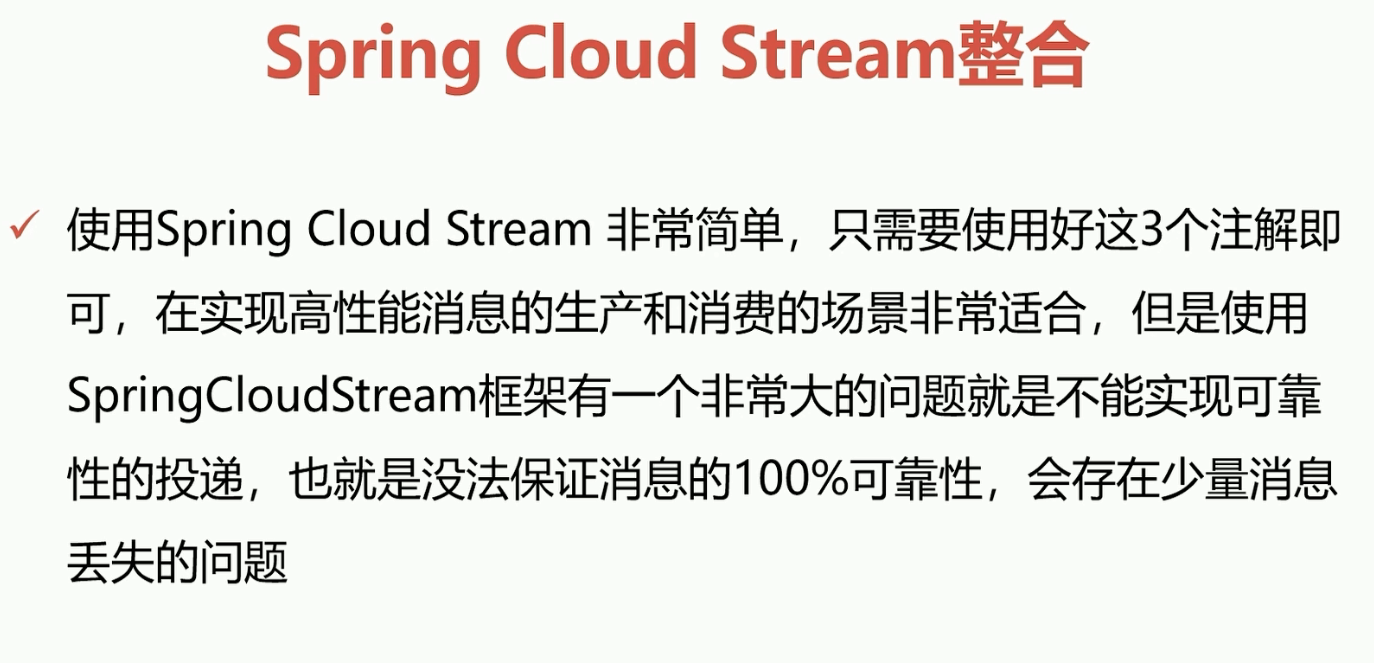 Spring Cloud Stream整合
✓ 使用Spring Cloud Stream 非常简单，只需要使用好这3个注解即
可，在实现高性能消息的生产和消费的场景非常适合，但是使用
SpringCloudStream框架有一个非常大的问题就是不能实现可靠
性的投递，也就是没法保证消息的100%可靠性，会存在少量消息
丢失的问题